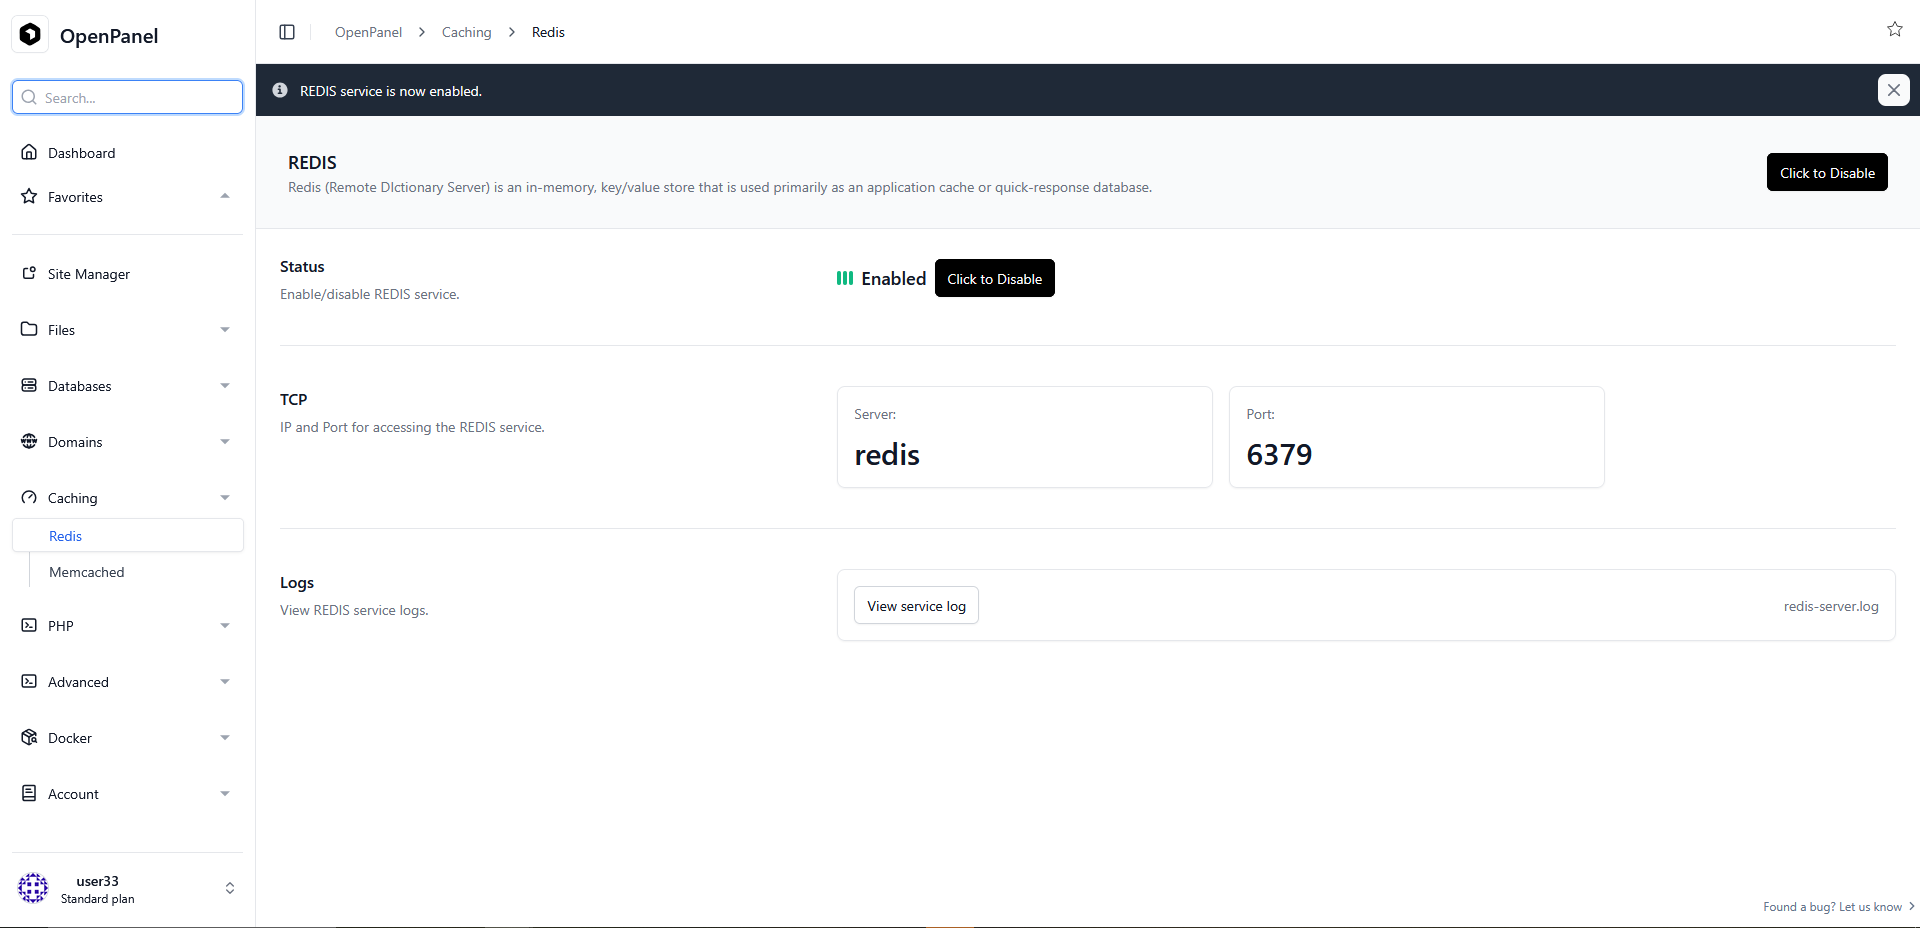 OpenPanel
Search...
Dashboard
Favorites
Site Manager
Files
Databases
Domains
Caching
Redis
Memcached
PHP
Advanced
Docker
Account
user33
Standard plan
OpenPanel > Caching > Redis
REDIS service is now enabled.
REDIS
Redis (Remote DIctionary Server) is an in-memory, key/value store that is used primarily as an application cache or quick-response database.
Click to Disable
Status
Enable/disable REDIS service.
Enabled Click to Disable
TCP
IP and Port for accessing the REDIS service.
Server:
redis
Port:
6379
Logs
View REDIS service logs.
View service log
redis-server.log
Found a bug? Let us know